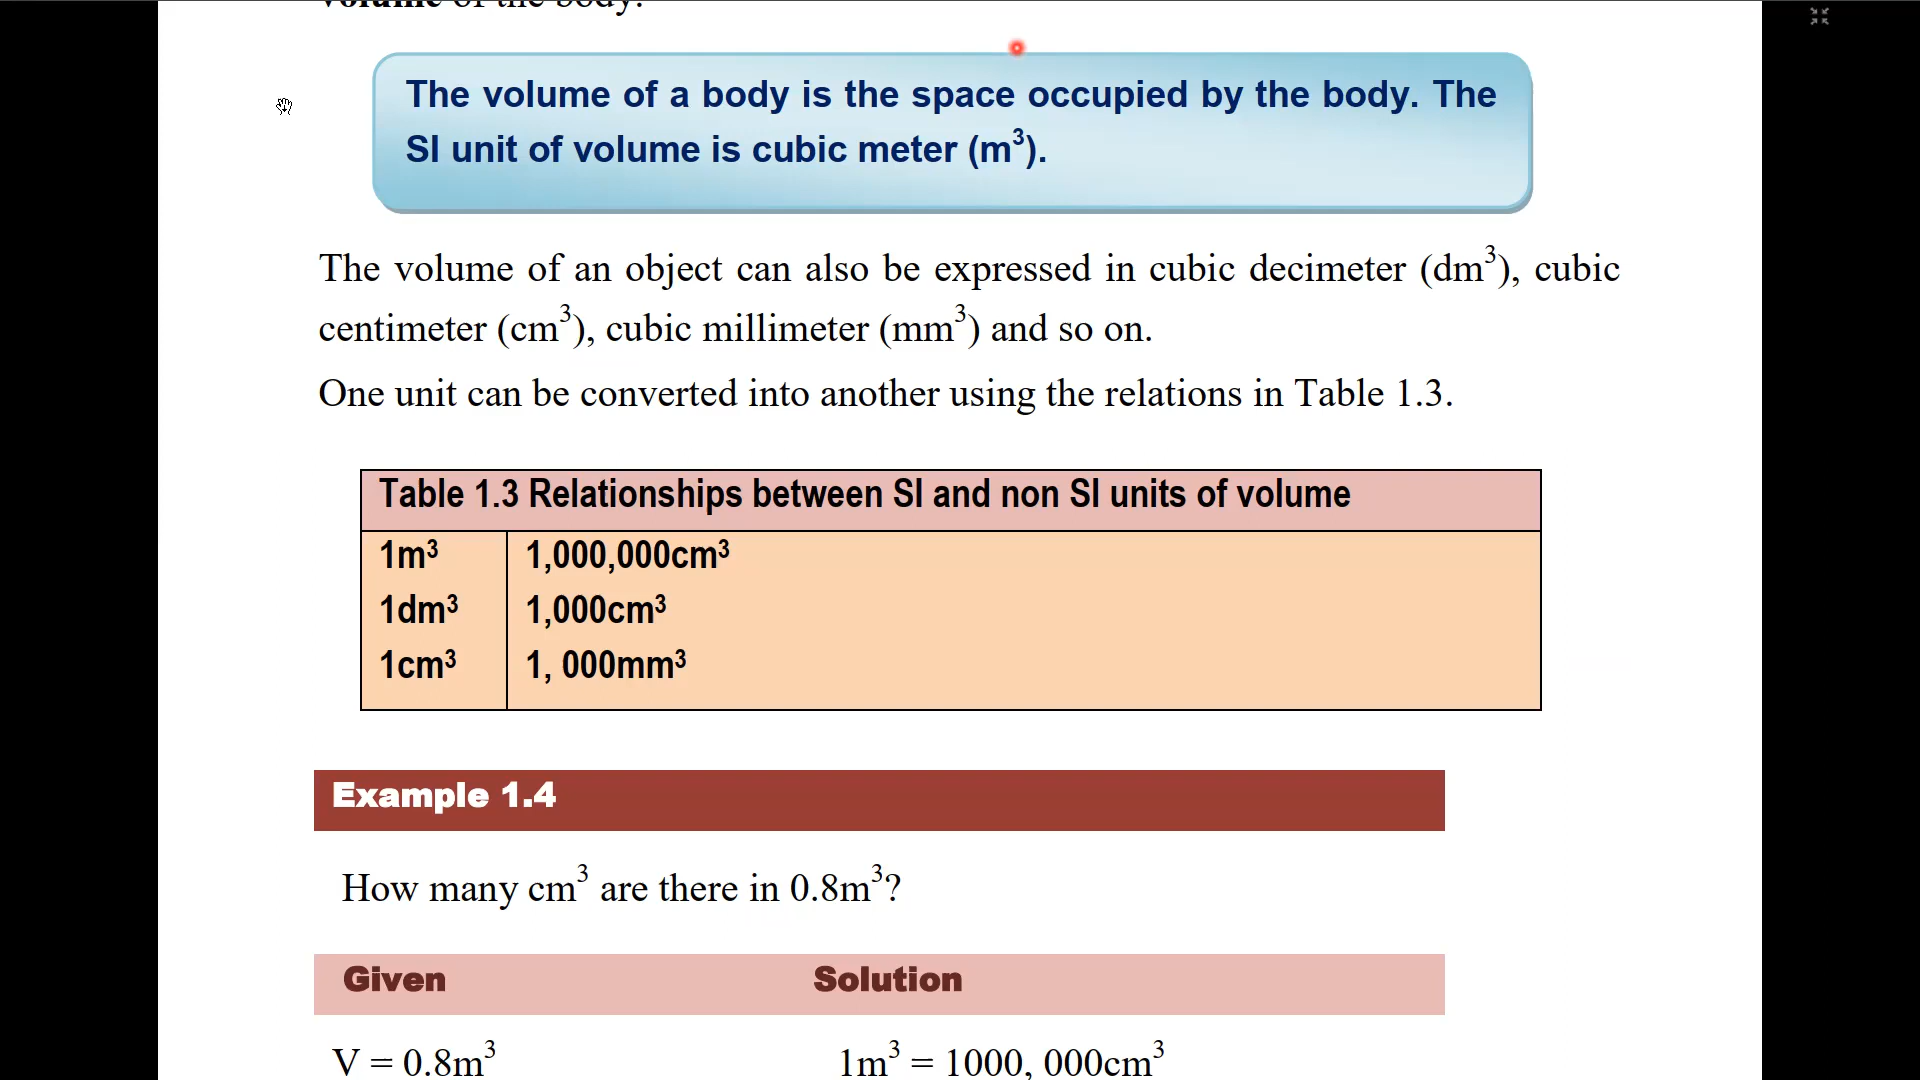 volume of the body.
The volume of a body is the space occupied by the body. The
SI unit of volume is cubic meter (m³).
The volume of an object can also be expressed in cubic decimeter (dm³), cubic
centimeter (cm³), cubic millimeter (mm³) and so on.
One unit can be converted into another using the relations in Table 1.3.
Table 1.3 Relationships between SI and non SI units of volume
1m³ 1,000,000cm³
1dm³ 1,000cm³
1cm³ 1, 000mm³
Example 1.4
How many cm³ are there in 0.8m³?
Given Solution
V = 0.8m³ 1m³ = 1000, 000cm³